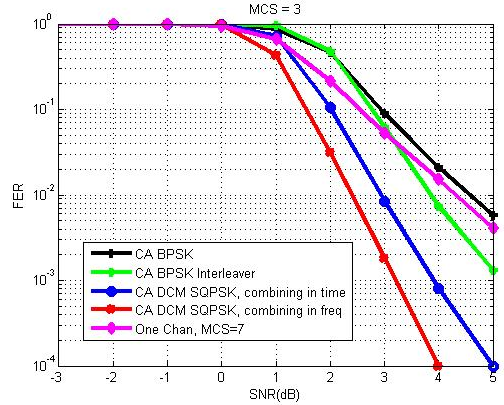 MCS = 3
10^0
10^-1
10^-2
10^-3
10^-4
FER
CA BPSK
CA BPSK Interleaver
CA DCM SQPSK, combining in time
CA DCM SQPSK, combining in freq
One Chan, MCS=7
-3 -2 -1 0 1 2 3 4 5
SNR(dB)